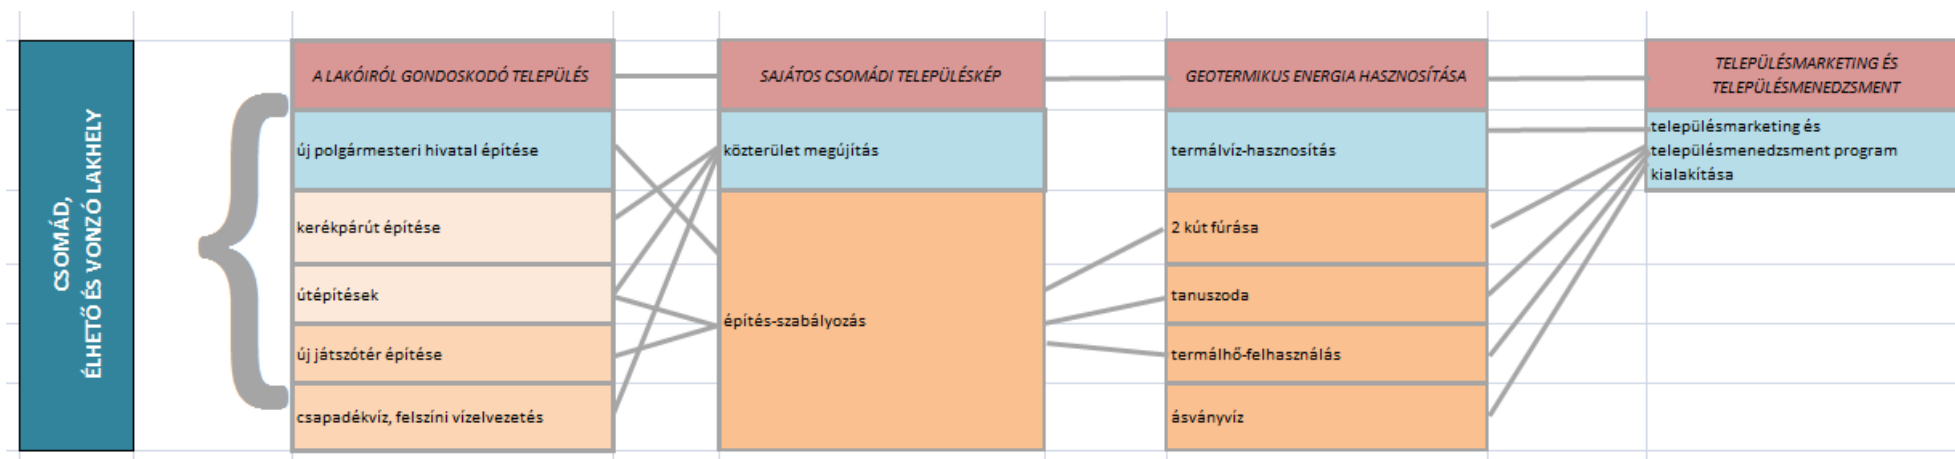 CSOMÁD,
ÉLHETŐ ÉS VONZÓ LAKHELY
A LAKÓIRÓL GONDOSKODÓ TELEPÜLÉS
új polgármesteri hivatal építése
kerékpárút építése
útépítések
új játszótér építése
csapadékvíz, felszíni vízelvezetés
SAJÁTOS CSOMÁDI TELEPÜLÉSKÉP
közterület megújítás
építés-szabályozás
GEOTERMIKUS ENERGIA HASZNOSÍTÁSA
termálvíz-hasznosítás
2 kút fúrása
tanuszoda
termálhő-felhasználás
ásványvíz
TELEPÜLÉSMARKETING ÉS
TELEPÜLÉSMENEDZSMENT
településmarketing és
településmenedzsment program
kialakítása